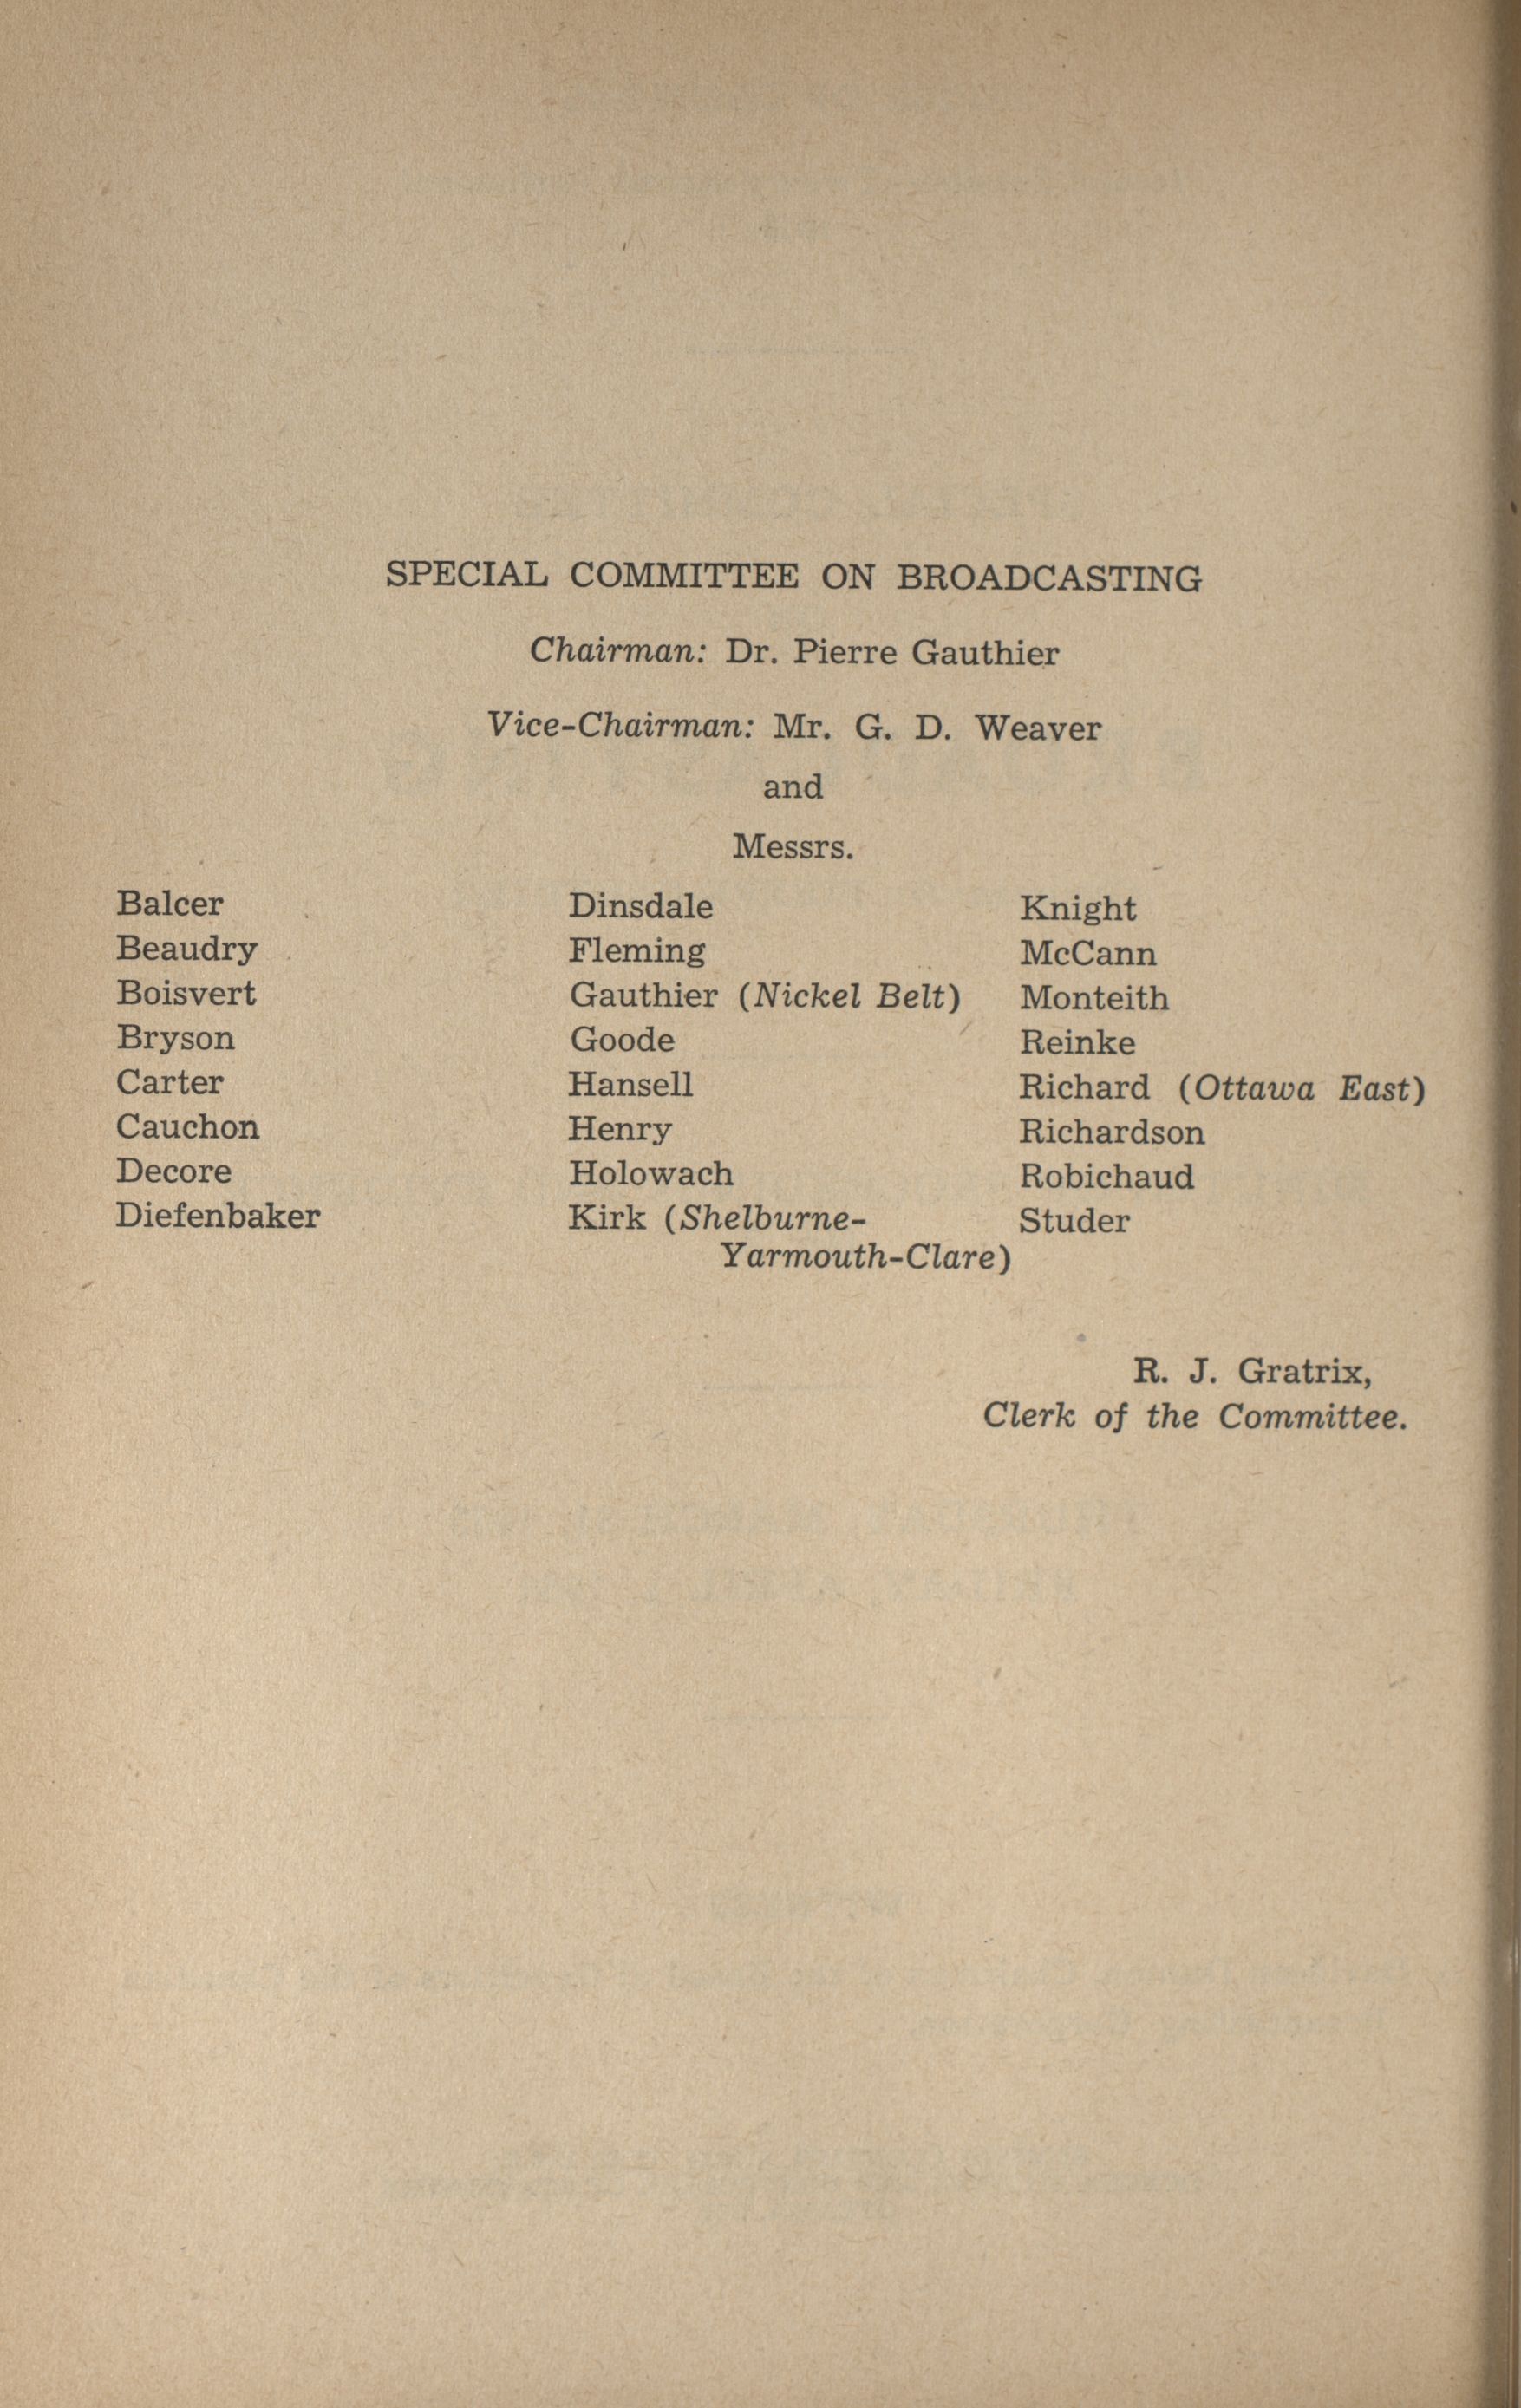 SPECIAL COMMITTEE ON BROADCASTING
Chairman: Dr. Pierre Gauthier
Vice-Chairman: Mr. G. D. Weaver
and
Messrs.
Balcer
Beaudry
Boisvert
Bryson
Carter
Cauchon
Decore
Diefenbaker
Dinsdale
Fleming
Gauthier (Nickel Belt)
Goode
Hansell
Henry
Holowach
Kirk (Shelburne-
Yarmouth-Clare)
Knight
McCann
Monteith
Reinke
Richard (Ottawa East)
Richardson
Robichaud
Studer
R. J. Gratrix,
Clerk of the Committee.